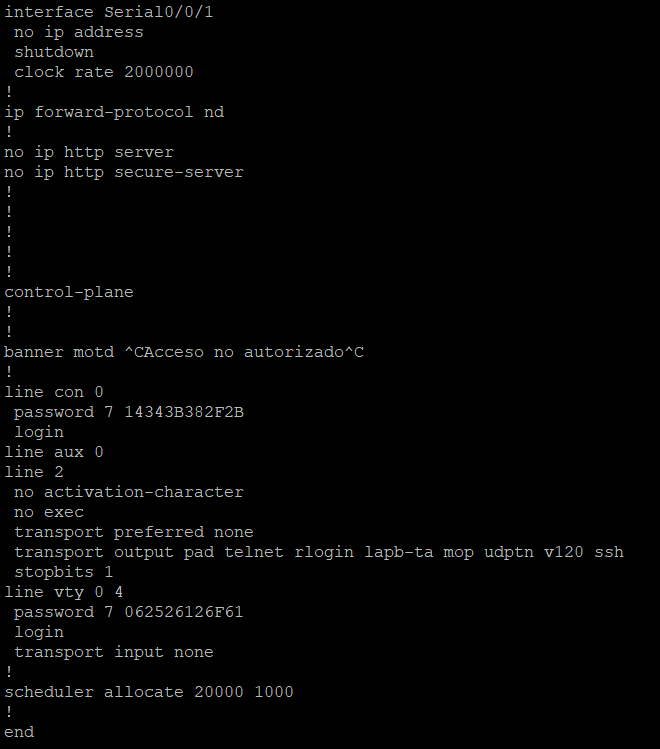 interface Serial0/0/1
 no ip address
 shutdown
 clock rate 2000000
!
ip forward-protocol nd
!
no ip http server
no ip http secure-server
!
!
!
!
!
control-plane
!
!
banner motd ^CAcceso no autorizado^C
!
line con 0
 password 7 14343B382F2B
 login
line aux 0
line 2
 no activation-character
 no exec
 transport preferred none
 transport output pad telnet rlogin lapb-ta mop udptn v120 ssh
 stopbits 1
line vty 0 4
 password 7 062526126F61
 login
 transport input none
!
scheduler allocate 20000 1000
!
end